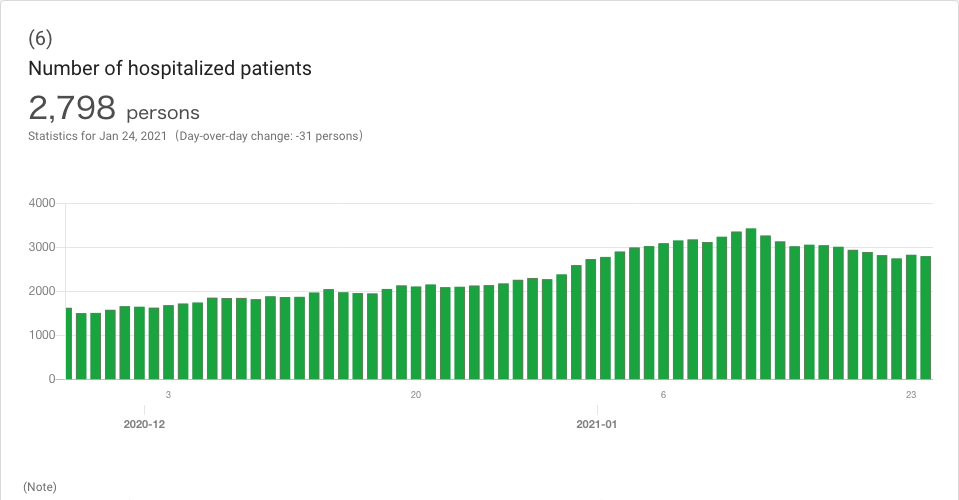 (6)
Number of hospitalized patients
2,798 persons
Statistics for Jan 24, 2021（Day-over-day change: -31 persons）
4000
3000
2000
1000
0
3 20 6 23
2020-12 2021-01
(Note)